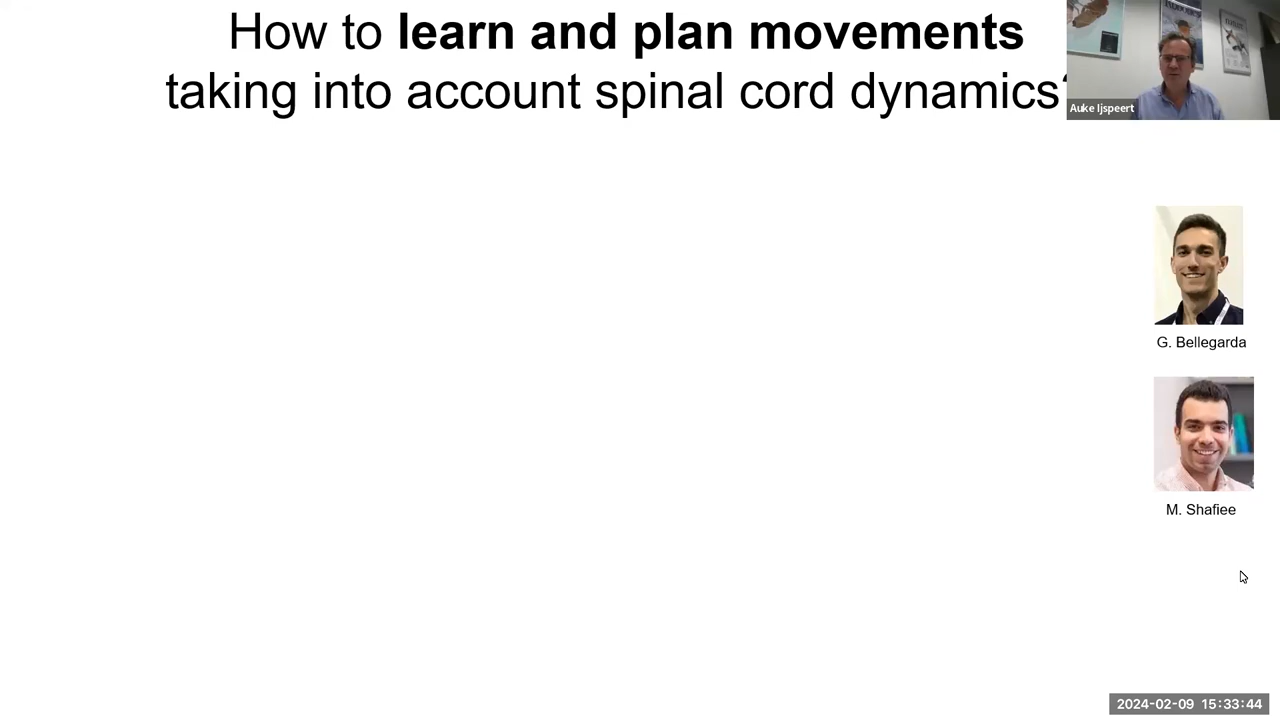 How to learn and plan movements
taking into account spinal cord dynamics?
Auke Ijspeert
G. Bellegarda
M. Shafiee
2024-02-09 15:33:44